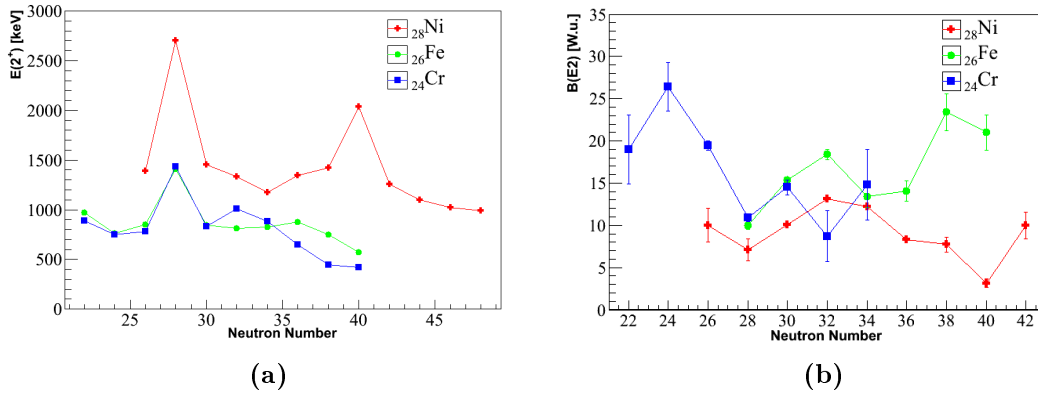 E(2⁺) [keV]
3000
2500
2000
1500
1000
500
0
25 30 35 40 45
Neutron Number
₂₈Ni
₂₆Fe
₂₄Cr
(a)
B(E2) [W.u.]
35
30
25
20
15
10
5
0
22 24 26 28 30 32 34 36 38 40 42
Neutron Number
₂₈Ni
₂₆Fe
₂₄Cr
(b)